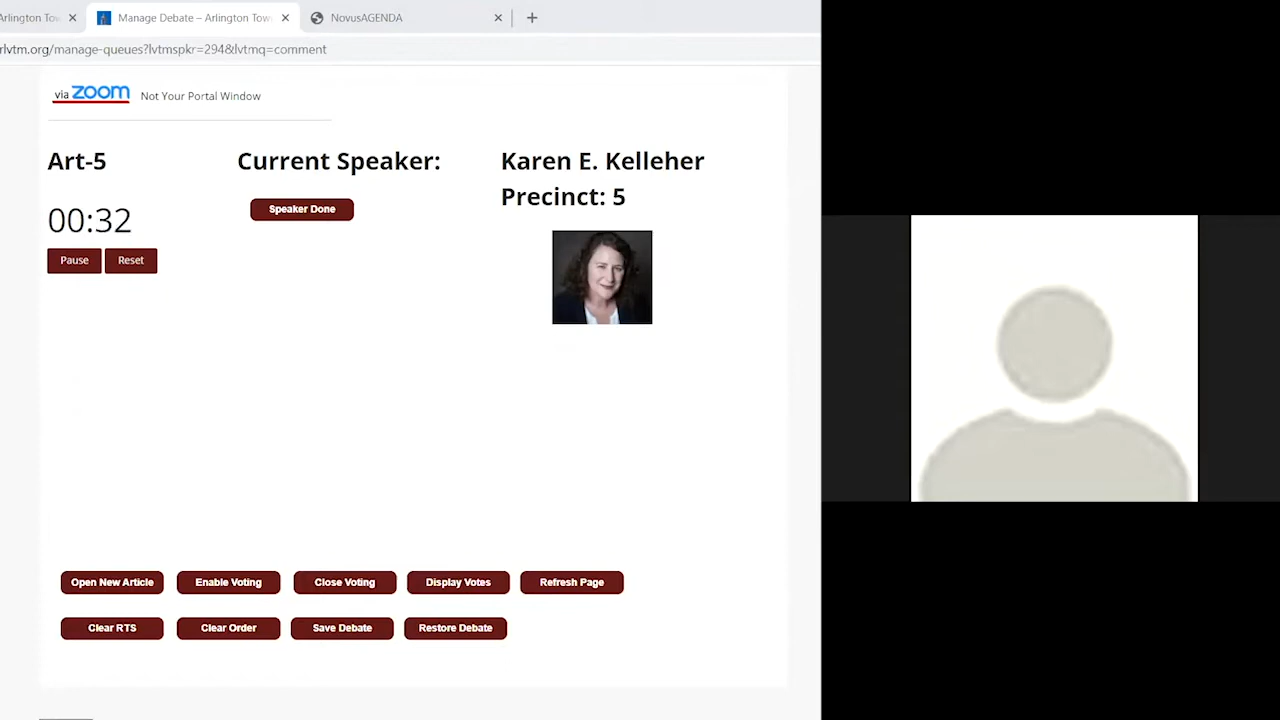 Arlington Tow
Manage Debate – Arlington Tow
NovusAGENDA
rlvtm.org/manage-queues?lvtmspkr=294&lvtmq=comment
via zoom Not Your Portal Window
Art-5
Current Speaker:
Karen E. Kelleher
Precinct: 5
00:32
Speaker Done
Pause Reset
Open New Article Enable Voting Close Voting Display Votes Refresh Page
Clear RTS Clear Order Save Debate Restore Debate